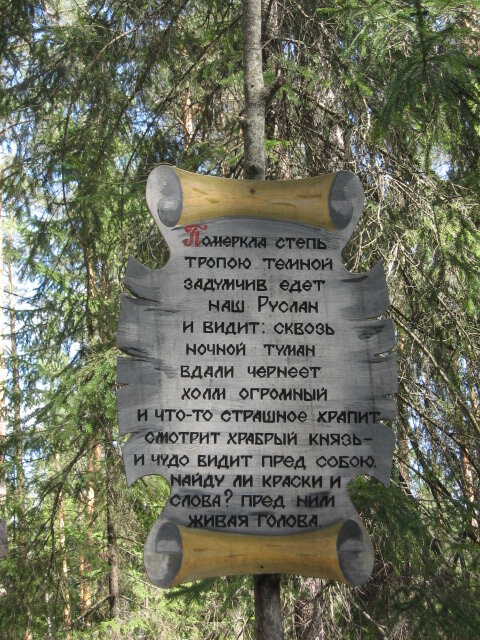 Померкла степь
тропою темной
задумчив едет
наш Руслан
и видит: сквозь
ночной туман
вдали чернеет
холм огромный
и что-то страшное храпит
смотрит храбрый князь-
и чудо видит пред собою.
найду ли краски и
слова? пред ним
живая голова.